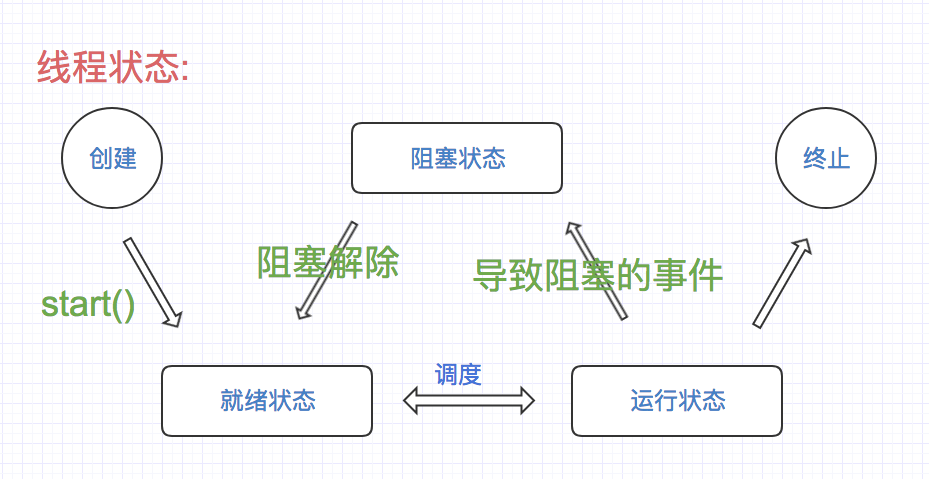 线程状态:
创建
阻塞状态
终止
阻塞解除
导致阻塞的事件
start()
调度
就绪状态
运行状态